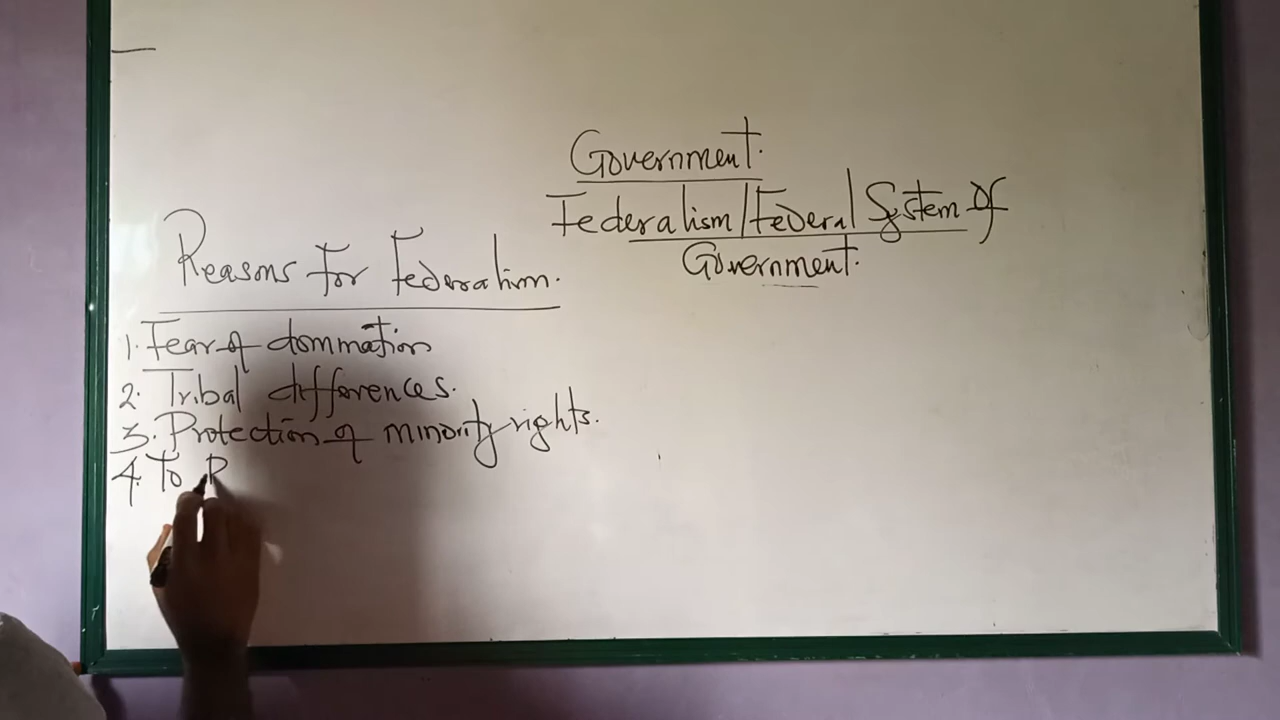 Government.
Federalism/Federal System Of
Government.
Reasons For Federalism.
1. Fear of dommation
2. Tribal differences.
3. Protection of minority rights.
4. To P